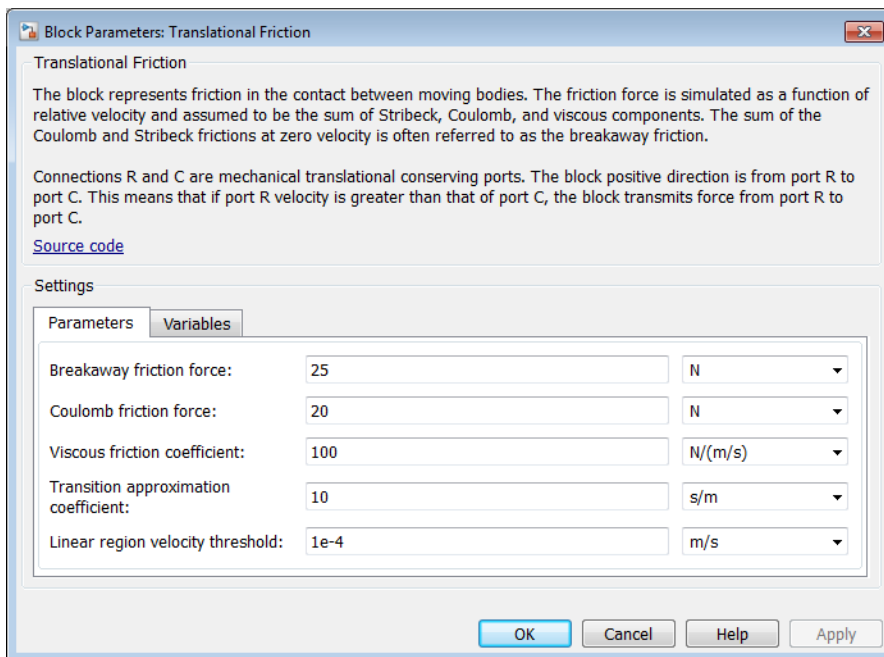 Block Parameters: Translational Friction
Translational Friction
The block represents friction in the contact between moving bodies. The friction force is simulated as a function of
relative velocity and assumed to be the sum of Stribeck, Coulomb, and viscous components. The sum of the
Coulomb and Stribeck frictions at zero velocity is often referred to as the breakaway friction.
Connections R and C are mechanical translational conserving ports. The block positive direction is from port R to
port C. This means that if port R velocity is greater than that of port C, the block transmits force from port R to
port C.
Source code
Settings
Parameters Variables
Breakaway friction force: 25 N
Coulomb friction force: 20 N
Viscous friction coefficient: 100 N/(m/s)
Transition approximation
coefficient: 10 s/m
Linear region velocity threshold: 1e-4 m/s
OK Cancel Help Apply